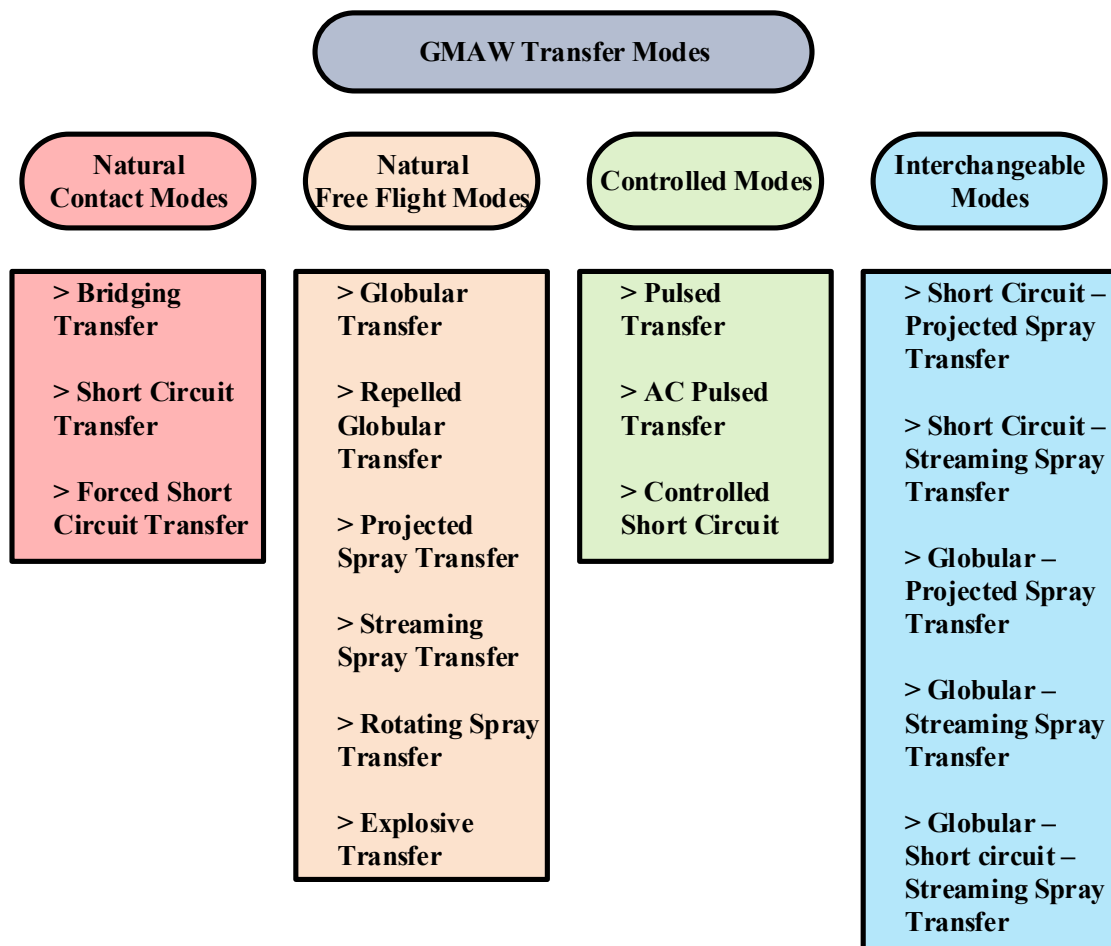 GMAW Transfer Modes
Natural
Contact Modes
Natural
Free Flight Modes
Controlled Modes
Interchangeable
Modes
> Bridging
Transfer
> Short Circuit
Transfer
> Forced Short
Circuit Transfer
> Globular
Transfer
> Repelled
Globular
Transfer
> Projected
Spray Transfer
> Streaming
Spray Transfer
> Rotating Spray
Transfer
> Explosive
Transfer
> Pulsed
Transfer
> AC Pulsed
Transfer
> Controlled
Short Circuit
> Short Circuit –
Projected Spray
Transfer
> Short Circuit –
Streaming Spray
Transfer
> Globular –
Projected Spray
Transfer
> Globular –
Streaming Spray
Transfer
> Globular –
Short circuit –
Streaming Spray
Transfer